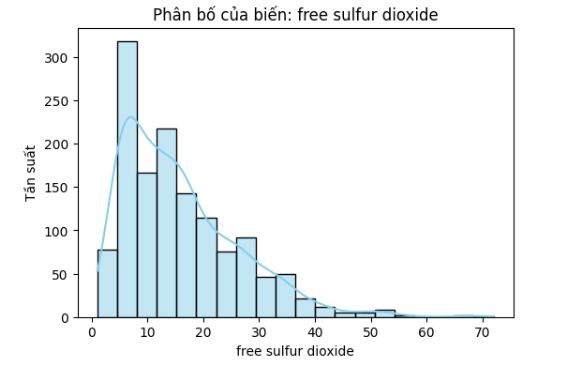 Phân bố của biến: free sulfur dioxide
Tần suất
300
250
200
150
100
50
0
0 10 20 30 40 50 60 70
free sulfur dioxide